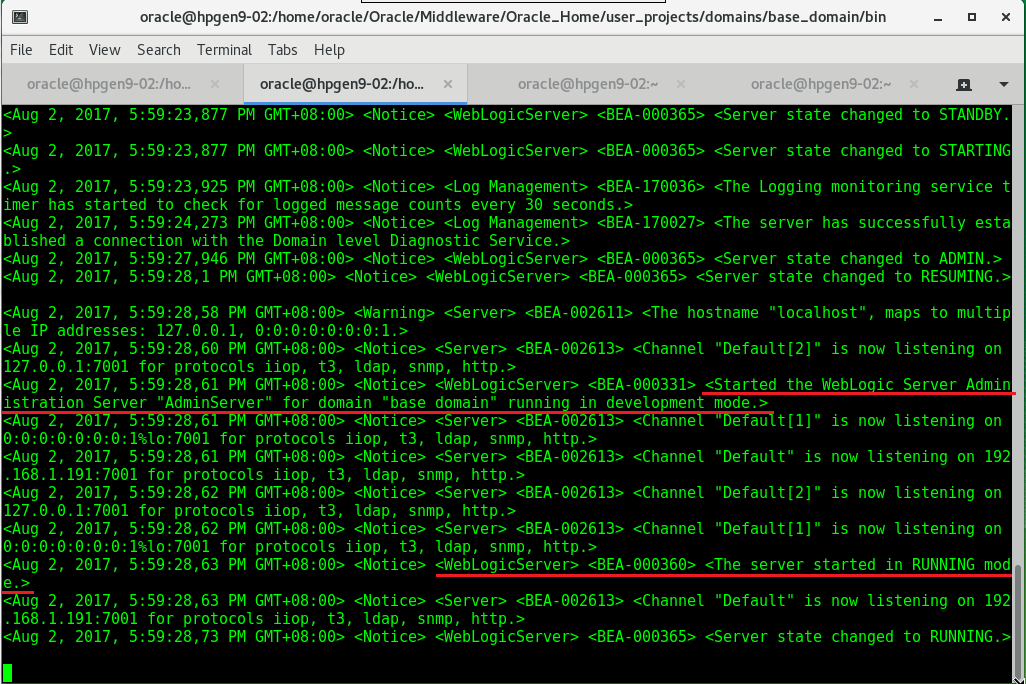 oracle@hpgen9-02:/home/oracle/Oracle/Middleware/Oracle_Home/user_projects/domains/base_domain/bin
File Edit View Search Terminal Tabs Help
oracle@hpgen9-02:/ho... oracle@hpgen9-02:/ho... oracle@hpgen9-02:~ oracle@hpgen9-02:~
<Aug 2, 2017, 5:59:23,877 PM GMT+08:00> <Notice> <WebLogicServer> <BEA-000365> <Server state changed to STANDBY.
>
<Aug 2, 2017, 5:59:23,877 PM GMT+08:00> <Notice> <WebLogicServer> <BEA-000365> <Server state changed to STARTING
.>
<Aug 2, 2017, 5:59:23,925 PM GMT+08:00> <Notice> <Log Management> <BEA-170036> <The Logging monitoring service t
imer has started to check for logged message counts every 30 seconds.>
<Aug 2, 2017, 5:59:24,273 PM GMT+08:00> <Notice> <Log Management> <BEA-170027> <The server has successfully esta
blished a connection with the Domain level Diagnostic Service.>
<Aug 2, 2017, 5:59:27,946 PM GMT+08:00> <Notice> <WebLogicServer> <BEA-000365> <Server state changed to ADMIN.>
<Aug 2, 2017, 5:59:28,1 PM GMT+08:00> <Notice> <WebLogicServer> <BEA-000365> <Server state changed to RESUMING.>
<Aug 2, 2017, 5:59:28,58 PM GMT+08:00> <Warning> <Server> <BEA-002611> <The hostname "localhost", maps to multip
le IP addresses: 127.0.0.1, 0:0:0:0:0:0:0:1.>
<Aug 2, 2017, 5:59:28,60 PM GMT+08:00> <Notice> <Server> <BEA-002613> <Channel "Default[2]" is now listening on
127.0.0.1:7001 for protocols iiop, t3, ldap, snmp, http.>
<Aug 2, 2017, 5:59:28,61 PM GMT+08:00> <Notice> <WebLogicServer> <BEA-000331> <Started the WebLogic Server Admin
istration Server "AdminServer" for domain "base_domain" running in development mode.>
<Aug 2, 2017, 5:59:28,61 PM GMT+08:00> <Notice> <Server> <BEA-002613> <Channel "Default[1]" is now listening on
0:0:0:0:0:0:0:1%lo:7001 for protocols iiop, t3, ldap, snmp, http.>
<Aug 2, 2017, 5:59:28,61 PM GMT+08:00> <Notice> <Server> <BEA-002613> <Channel "Default" is now listening on 192
.168.1.191:7001 for protocols iiop, t3, ldap, snmp, http.>
<Aug 2, 2017, 5:59:28,62 PM GMT+08:00> <Notice> <Server> <BEA-002613> <Channel "Default[2]" is now listening on
127.0.0.1:7001 for protocols iiop, t3, ldap, snmp, http.>
<Aug 2, 2017, 5:59:28,62 PM GMT+08:00> <Notice> <Server> <BEA-002613> <Channel "Default[1]" is now listening on
0:0:0:0:0:0:0:1%lo:7001 for protocols iiop, t3, ldap, snmp, http.>
<Aug 2, 2017, 5:59:28,63 PM GMT+08:00> <Notice> <WebLogicServer> <BEA-000360> <The server started in RUNNING mod
e.>
<Aug 2, 2017, 5:59:28,63 PM GMT+08:00> <Notice> <Server> <BEA-002613> <Channel "Default" is now listening on 192
.168.1.191:7001 for protocols iiop, t3, ldap, snmp, http.>
<Aug 2, 2017, 5:59:28,73 PM GMT+08:00> <Notice> <WebLogicServer> <BEA-000365> <Server state changed to RUNNING.>